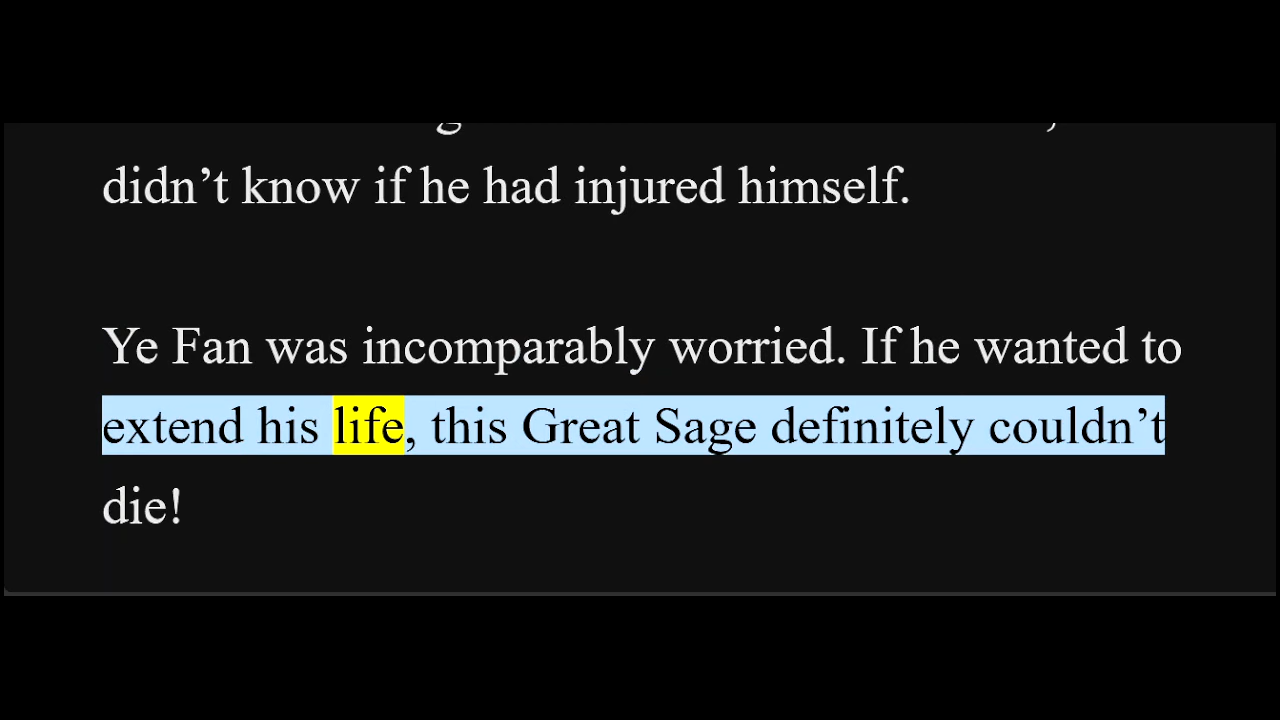 didn’t know if he had injured himself.
Ye Fan was incomparably worried. If he wanted to
extend his life, this Great Sage definitely couldn’t
die!